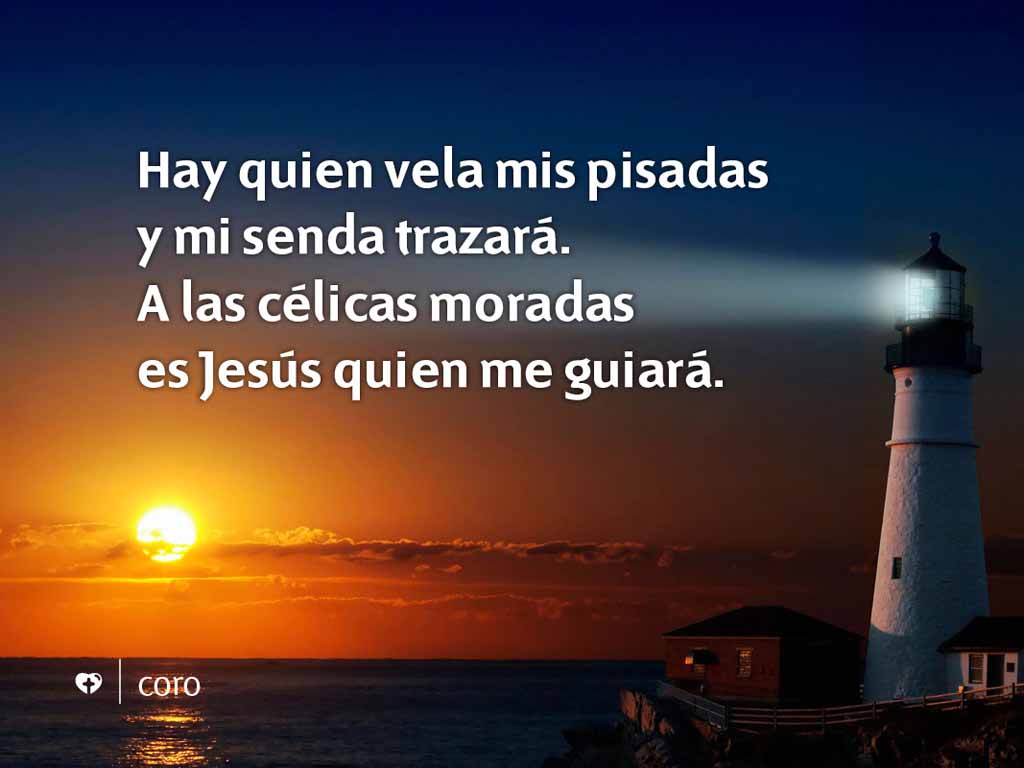 Hay quien vela mis pisadas
y mi senda trazará.
A las célicas moradas
es Jesús quien me guiará.
coro